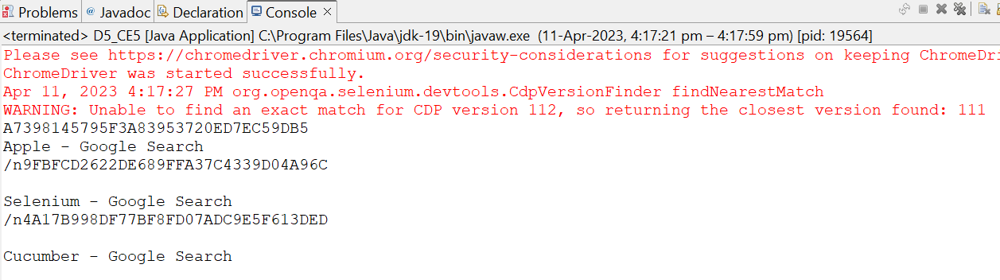 Problems @ Javadoc Declaration Console
<terminated> D5_CE5 [Java Application] C:\Program Files\Java\jdk-19\bin\javaw.exe (11-Apr-2023, 4:17:21 pm – 4:17:59 pm) [pid: 19564]
Please see https://chromedriver.chromium.org/security-considerations for suggestions on keeping ChromeDri
ChromeDriver was started successfully.
Apr 11, 2023 4:17:27 PM org.openqa.selenium.devtools.CdpVersionFinder findNearestMatch
WARNING: Unable to find an exact match for CDP version 112, so returning the closest version found: 111
A7398145795F3A83953720ED7EC59DB5
Apple - Google Search
/n9FBFCD2622DE689FFA37C4339D04A96C
Selenium - Google Search
/n4A17B998DF77BF8FD07ADC9E5F613DED
Cucumber - Google Search